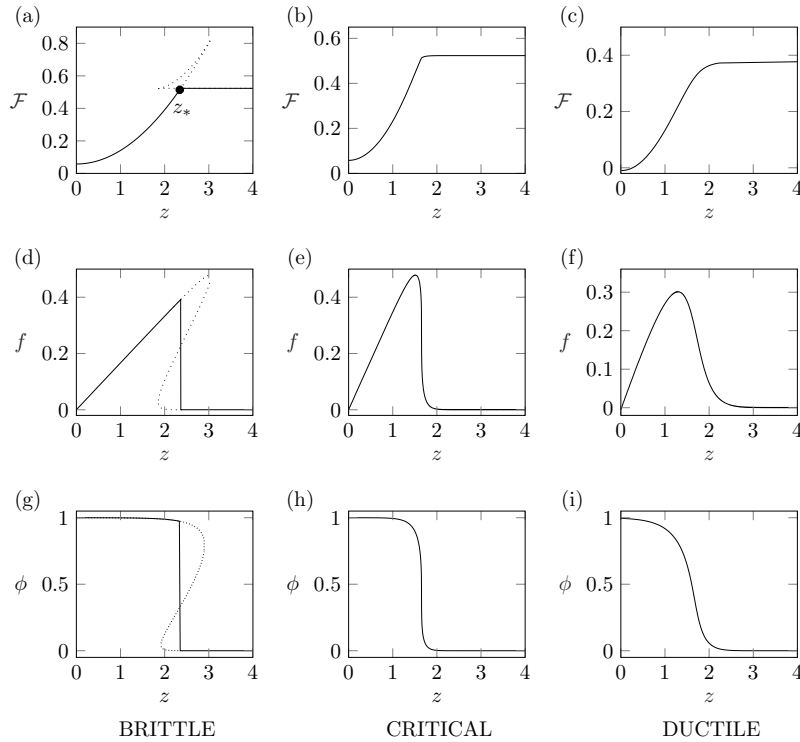 (a) (b) (c)
0.8 0.6 0.4
0.6 0.4 0.2
0.4 0.2 0
0.2 0
0
F F F
z*
0 1 2 3 4 0 1 2 3 4 0 1 2 3 4
z z z
(d) (e) (f)
0.4 0.4 0.3
0.2 0.2 0.2
0 0 0.1
0
f f f
0 1 2 3 4 0 1 2 3 4 0 1 2 3 4
z z z
(g) (h) (i)
1 1 1
0.5 0.5 0.5
0 0 0
ϕ ϕ ϕ
0 1 2 3 4 0 1 2 3 4 0 1 2 3 4
z z z
BRITTLE CRITICAL DUCTILE